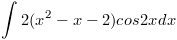 ∫ 2(x² − x − 2)cos2xdx